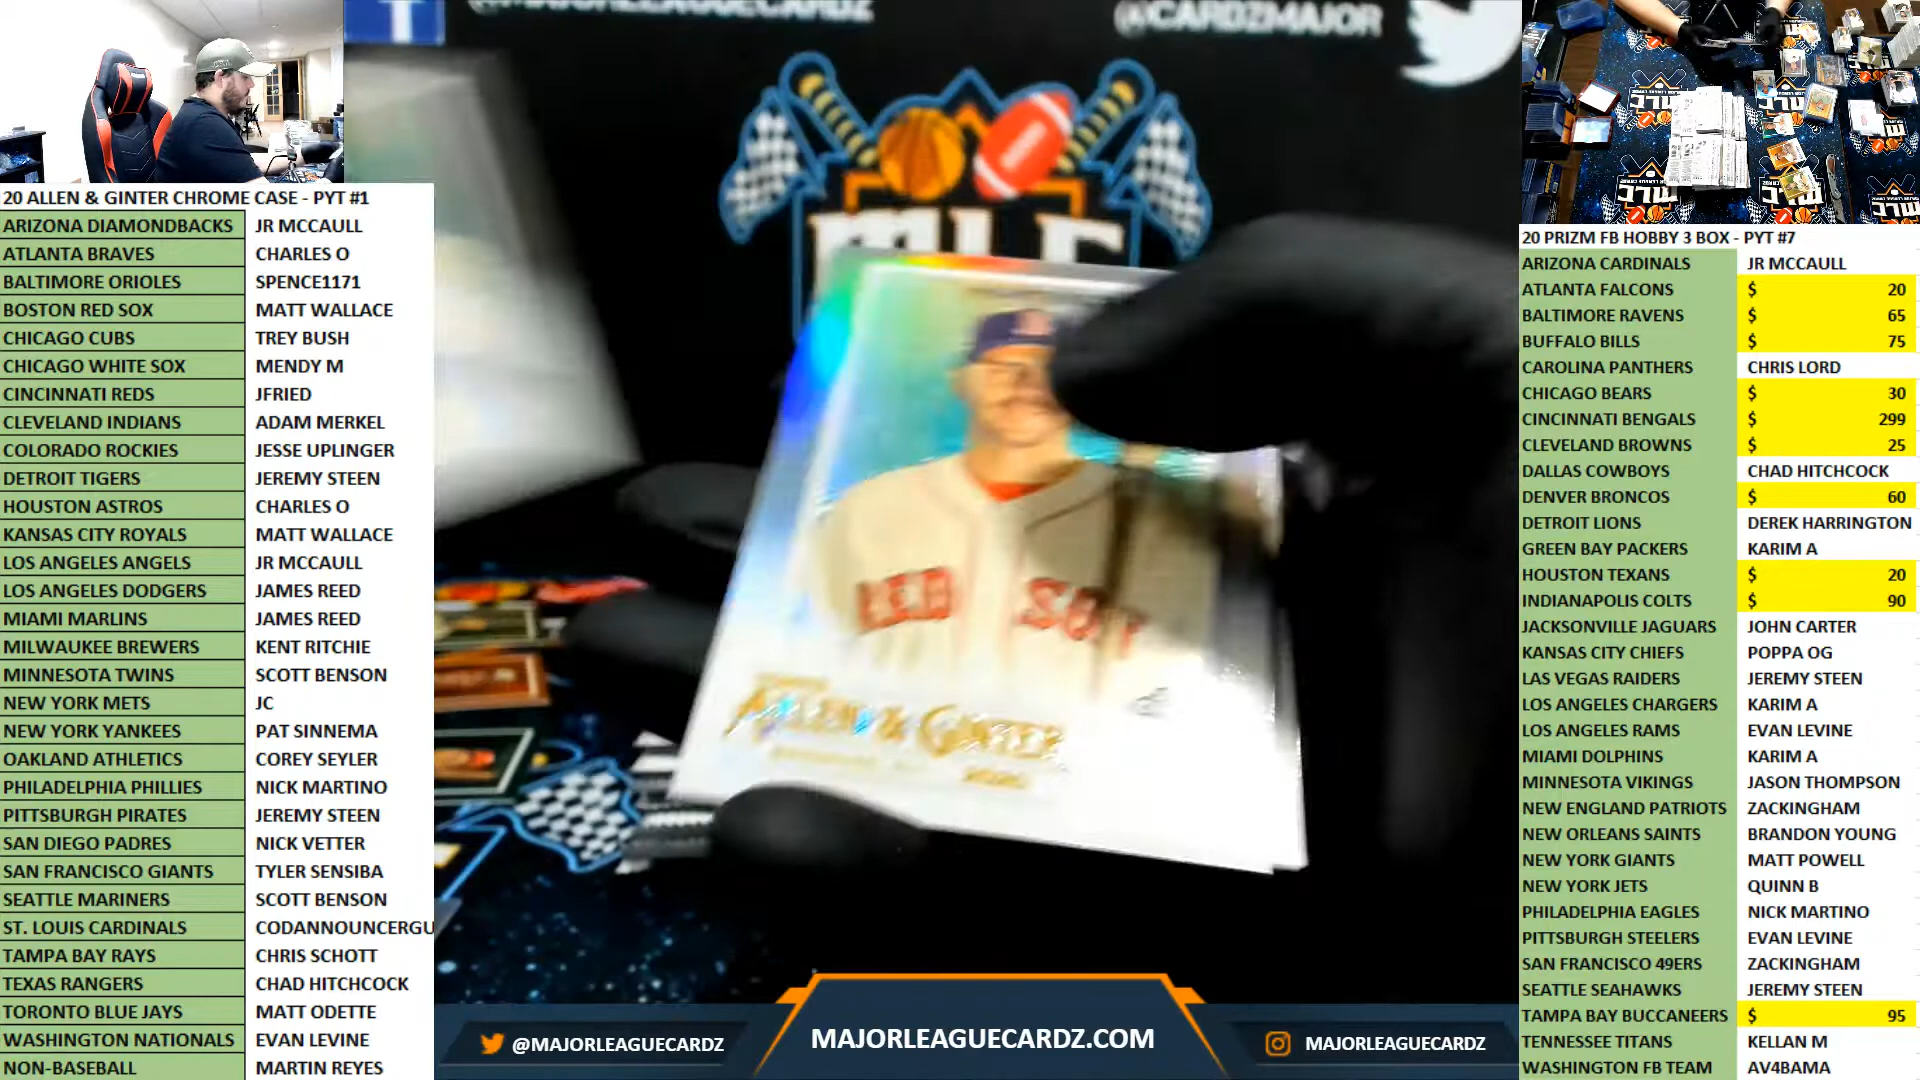 @MAJORLEAGUECARDZ
@CARDZMAJOR
MLC
20 ALLEN & GINTER CHROME CASE - PYT #1
ARIZONA DIAMONDBACKS JR MCCAULL
ATLANTA BRAVES CHARLES O
BALTIMORE ORIOLES SPENCE1171
BOSTON RED SOX MATT WALLACE
CHICAGO CUBS TREY BUSH
CHICAGO WHITE SOX MENDY M
CINCINNATI REDS JFRIED
CLEVELAND INDIANS ADAM MERKEL
COLORADO ROCKIES JESSE UPLINGER
DETROIT TIGERS JEREMY STEEN
HOUSTON ASTROS CHARLES O
KANSAS CITY ROYALS MATT WALLACE
LOS ANGELES ANGELS JR MCCAULL
LOS ANGELES DODGERS JAMES REED
MIAMI MARLINS JAMES REED
MILWAUKEE BREWERS KENT RITCHIE
MINNESOTA TWINS SCOTT BENSON
NEW YORK METS JC
NEW YORK YANKEES PAT SINNEMA
OAKLAND ATHLETICS COREY SEYLER
PHILADELPHIA PHILLIES NICK MARTINO
PITTSBURGH PIRATES JEREMY STEEN
SAN DIEGO PADRES NICK VETTER
SAN FRANCISCO GIANTS TYLER SENSIBA
SEATTLE MARINERS SCOTT BENSON
ST. LOUIS CARDINALS CODANNOUNCERGU
TAMPA BAY RAYS CHRIS SCHOTT
TEXAS RANGERS CHAD HITCHCOCK
TORONTO BLUE JAYS MATT ODETTE
WASHINGTON NATIONALS EVAN LEVINE
NON-BASEBALL MARTIN REYES
RED SOX
ALLEN & GINTER
@MAJORLEAGUECARDZ
MAJORLEAGUECARDZ.COM
MAJORLEAGUECARDZ
20 PRIZM FB HOBBY 3 BOX - PYT #7
ARIZONA CARDINALS JR MCCAULL
ATLANTA FALCONS $ 20
BALTIMORE RAVENS $ 65
BUFFALO BILLS $ 75
CAROLINA PANTHERS CHRIS LORD
CHICAGO BEARS $ 30
CINCINNATI BENGALS $ 299
CLEVELAND BROWNS $ 25
DALLAS COWBOYS CHAD HITCHCOCK
DENVER BRONCOS $ 60
DETROIT LIONS DEREK HARRINGTON
GREEN BAY PACKERS KARIM A
HOUSTON TEXANS $ 20
INDIANAPOLIS COLTS $ 90
JACKSONVILLE JAGUARS JOHN CARTER
KANSAS CITY CHIEFS POPPA OG
LAS VEGAS RAIDERS JEREMY STEEN
LOS ANGELES CHARGERS KARIM A
LOS ANGELES RAMS EVAN LEVINE
MIAMI DOLPHINS KARIM A
MINNESOTA VIKINGS JASON THOMPSON
NEW ENGLAND PATRIOTS ZACKINGHAM
NEW ORLEANS SAINTS BRANDON YOUNG
NEW YORK GIANTS MATT POWELL
NEW YORK JETS QUINN B
PHILADELPHIA EAGLES NICK MARTINO
PITTSBURGH STEELERS EVAN LEVINE
SAN FRANCISCO 49ERS ZACKINGHAM
SEATTLE SEAHAWKS JEREMY STEEN
TAMPA BAY BUCCANEERS $ 95
TENNESSEE TITANS KELLAN M
WASHINGTON FB TEAM AV4BAMA